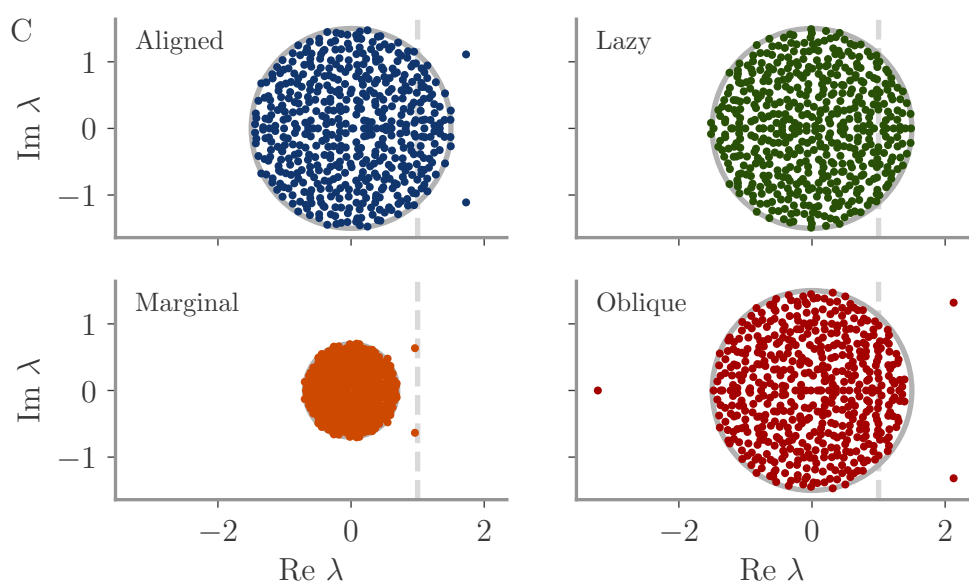 C
Aligned
Lazy
Im λ
1
0
−1
Marginal
Oblique
Im λ
1
0
−1
−2 0 2
−2 0 2
Re λ
Re λ